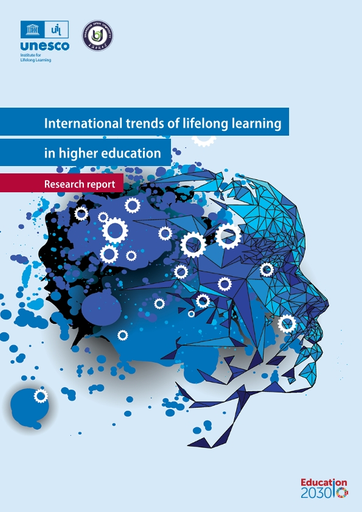 unesco
Institute for
Lifelong Learning
International trends of lifelong learning
in higher education
Research report
Education
2030